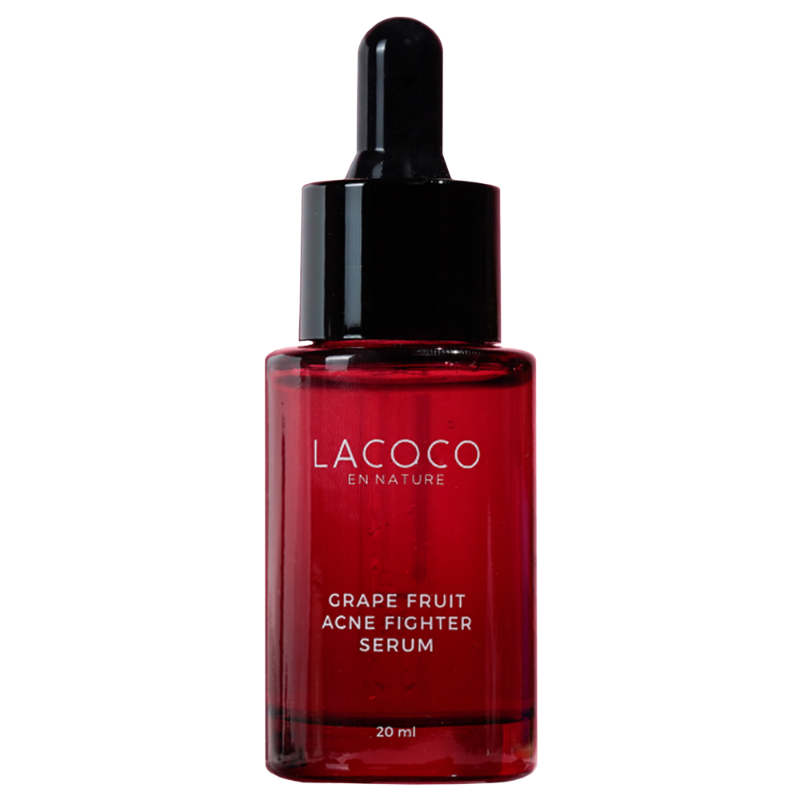 LACOCO
EN NATURE
GRAPE FRUIT
ACNE FIGHTER
SERUM
20 ml